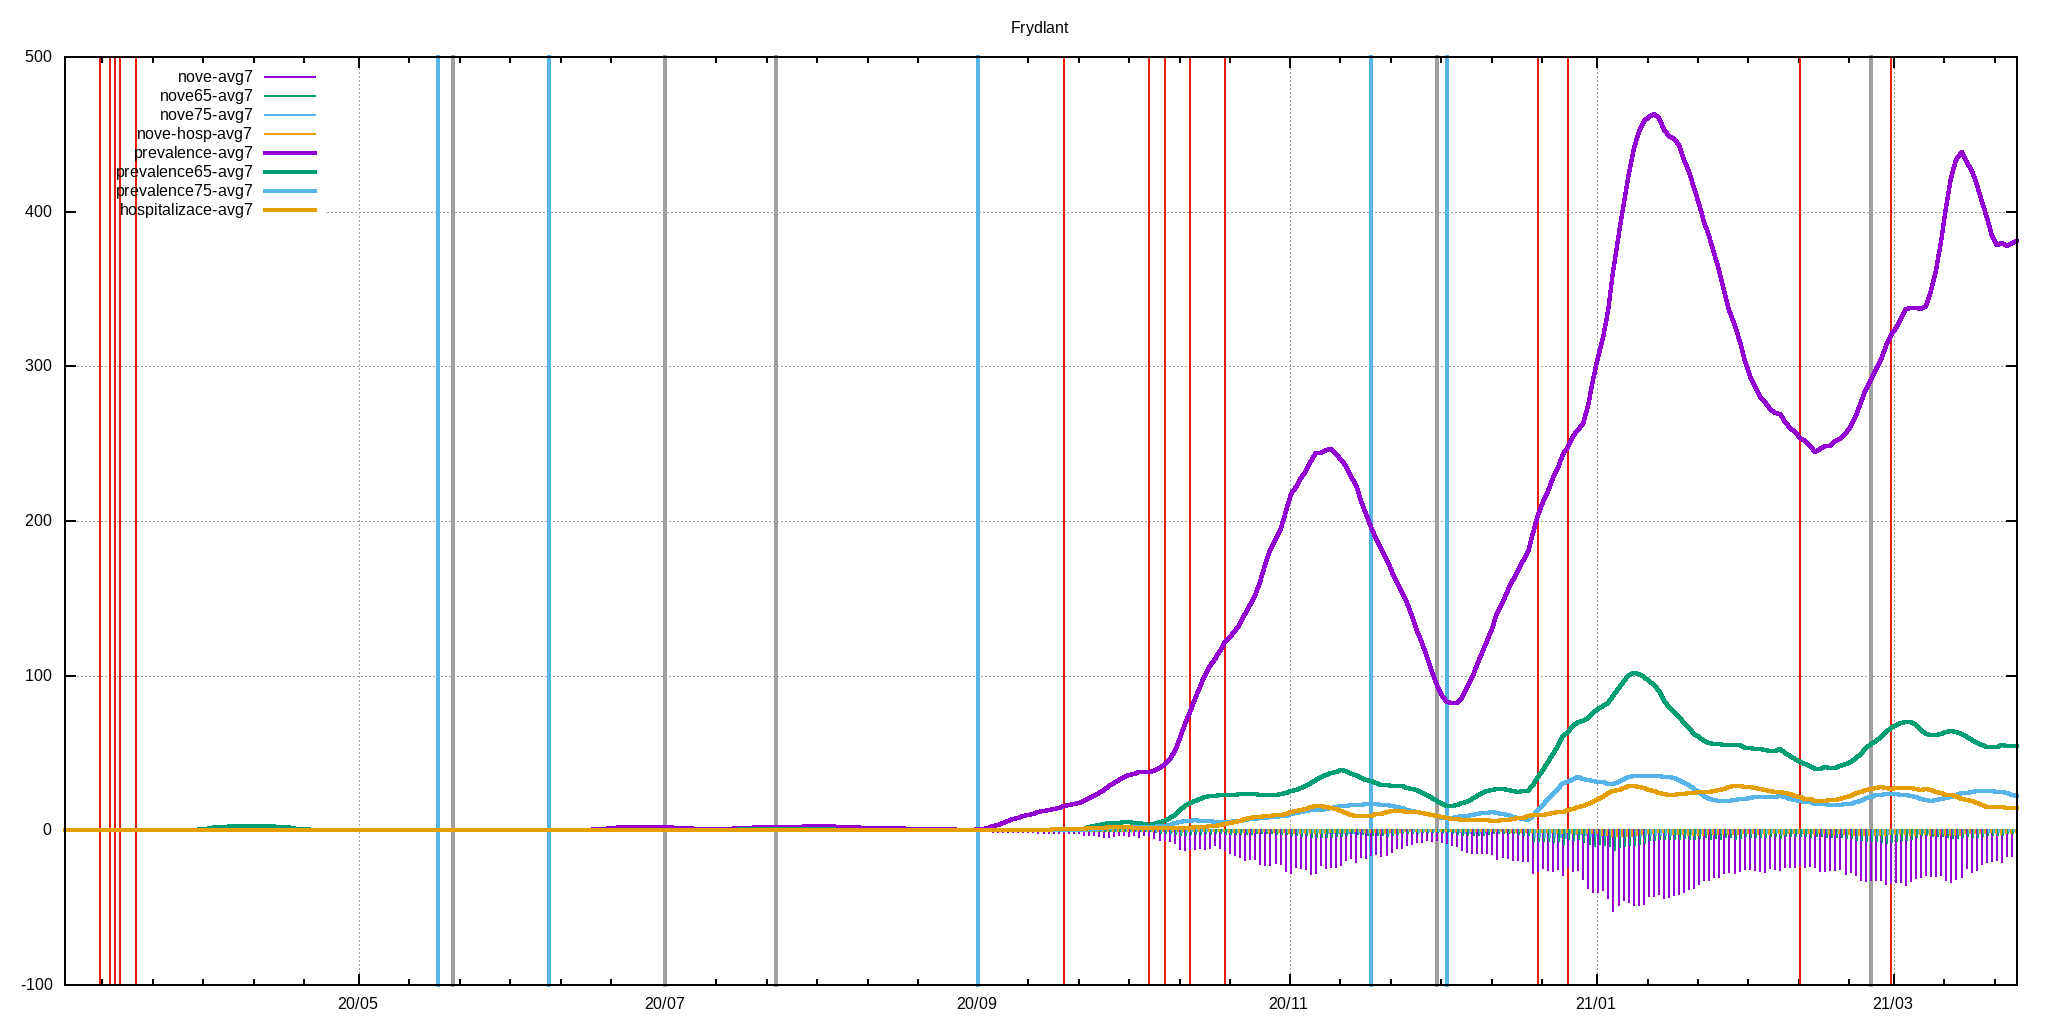 Frydlant
500
400
300
200
100
0
-100
nove-avg7
nove65-avg7
nove75-avg7
nove-hosp-avg7
prevalence-avg7
prevalence65-avg7
prevalence75-avg7
hospitalizace-avg7
20/05 20/07 20/09 20/11 21/01 21/03